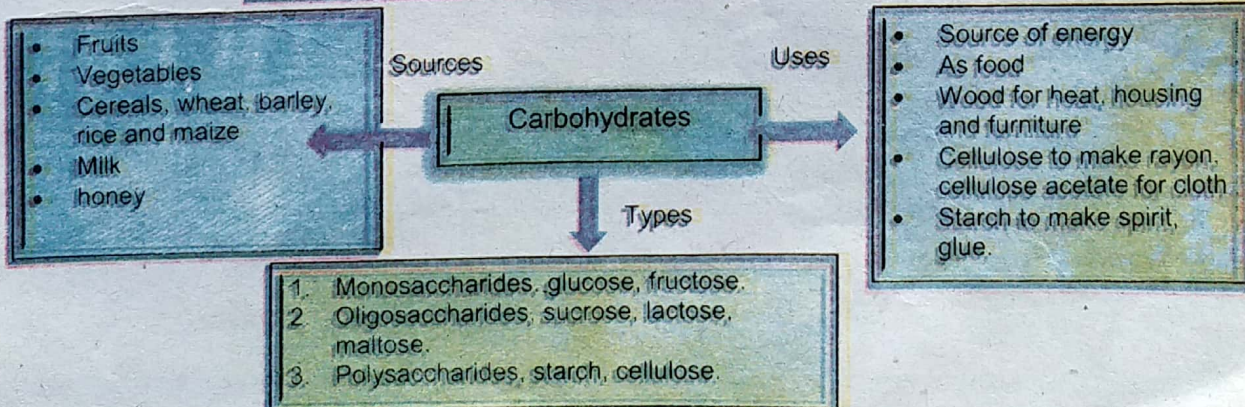 Fruits
Vegetables
Cereals, wheat, barley,
rice and maize
Milk
honey
Sources
Carbohydrates
Uses
Source of energy
As food
Wood for heat, housing
and furniture
Cellulose to make rayon,
cellulose acetate for cloth
Starch to make spirit,
glue.
Types
1. Monosaccharides, glucose, fructose.
2 Oligosaccharides, sucrose, lactose,
maltose.
3. Polysaccharides, starch, cellulose.